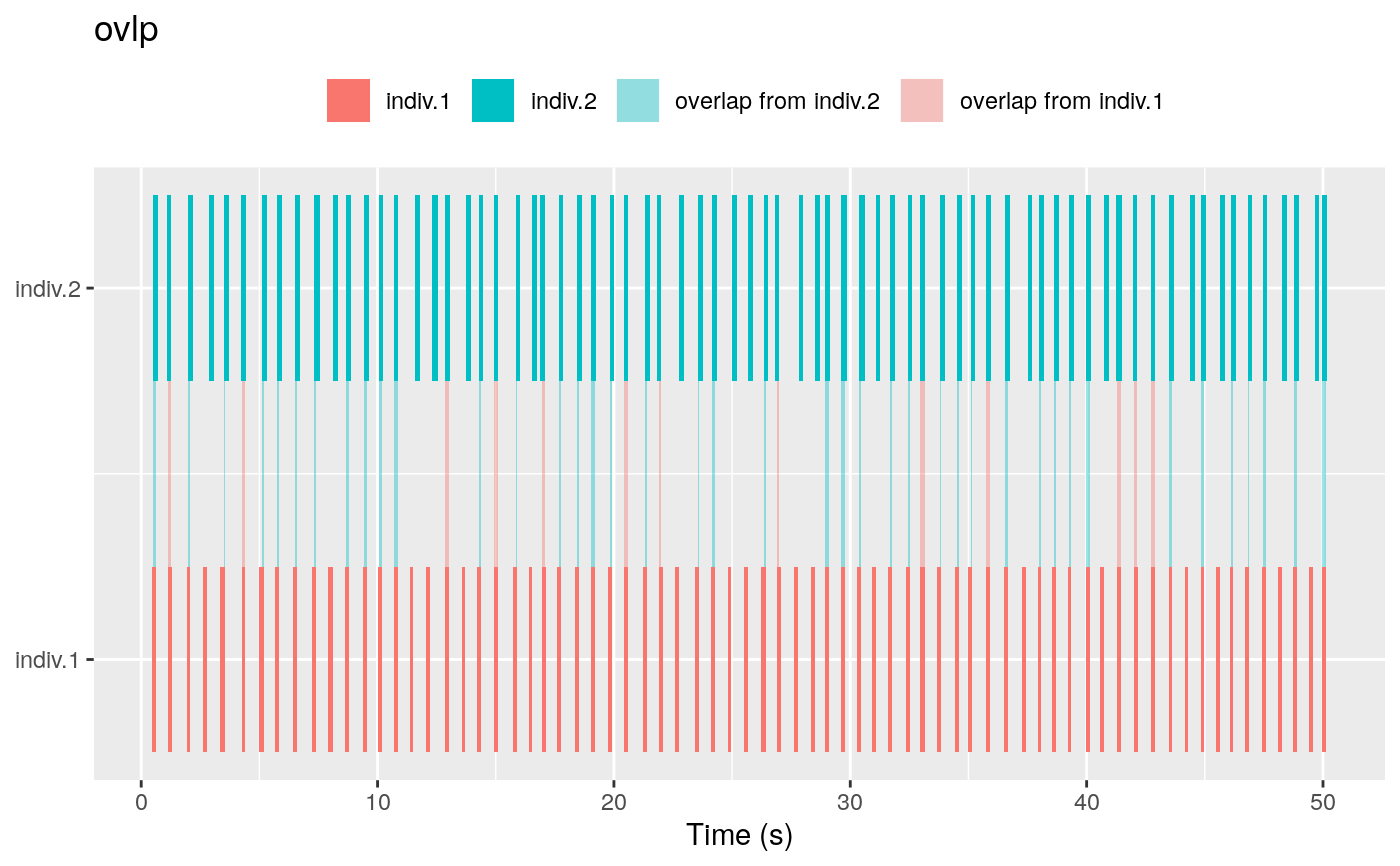 ovlp
indiv.1 indiv.2 overlap from indiv.2 overlap from indiv.1
indiv.2
indiv.1
0 10 20 30 40 50
Time (s)